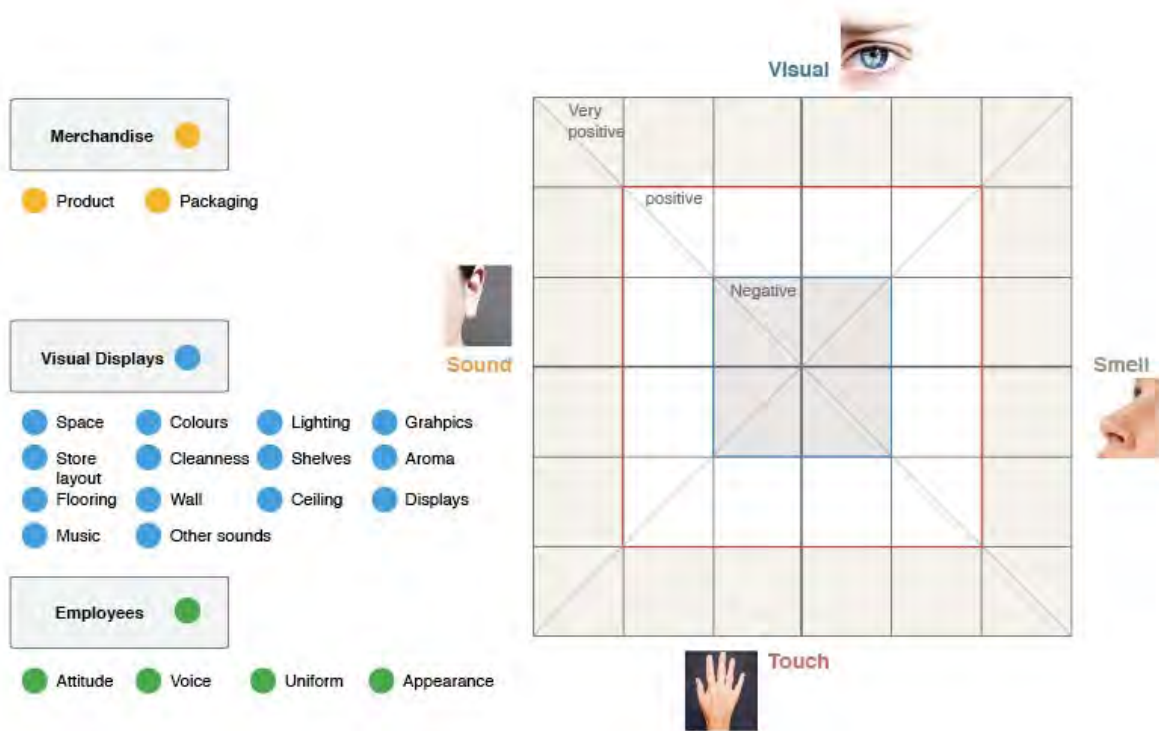 Visual
Merchandise
Product
Packaging
Very
positive
positive
Negative
Sound
Smell
Visual Displays
Space
Colours
Lighting
Grahpics
Store
layout
Cleanness
Shelves
Aroma
Flooring
Wall
Ceiling
Displays
Music
Other sounds
Employees
Attitude
Voice
Uniform
Appearance
Touch